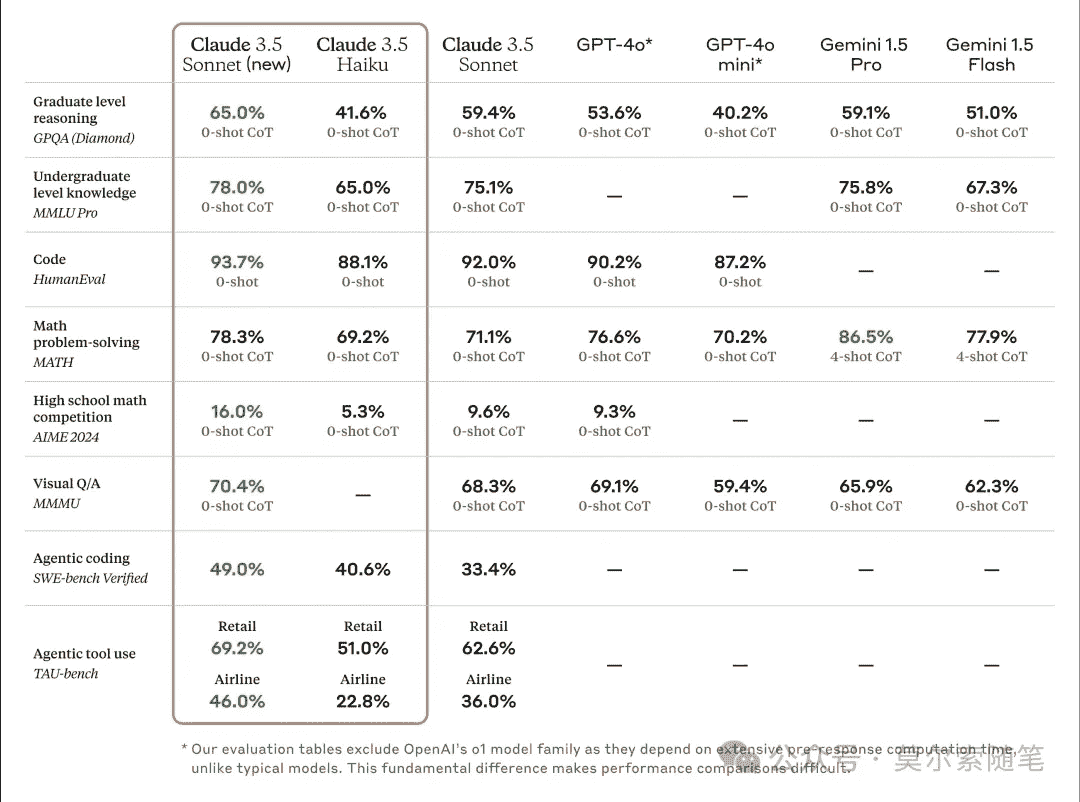 Claude 3.5 Claude 3.5 Claude 3.5 GPT-4o* GPT-4o Gemini 1.5 Gemini 1.5
Sonnet (new) Haiku Sonnet mini* Pro Flash
Graduate level
reasoning
GPQA (Diamond)
65.0% 41.6% 59.4% 53.6% 40.2% 59.1% 51.0%
0-shot CoT 0-shot CoT 0-shot CoT 0-shot CoT 0-shot CoT 0-shot CoT 0-shot CoT
Undergraduate
level knowledge
MMLU Pro
78.0% 65.0% 75.1% — — 75.8% 67.3%
0-shot CoT 0-shot CoT 0-shot CoT 0-shot CoT 0-shot CoT
Code
HumanEval
93.7% 88.1% 92.0% 90.2% 87.2% — —
0-shot 0-shot 0-shot 0-shot 0-shot
Math
problem-solving
MATH
78.3% 69.2% 71.1% 76.6% 70.2% 86.5% 77.9%
0-shot CoT 0-shot CoT 0-shot CoT 0-shot CoT 0-shot CoT 4-shot CoT 4-shot CoT
High school math
competition
AIME 2024
16.0% 5.3% 9.6% 9.3% — — —
0-shot CoT 0-shot CoT 0-shot CoT 0-shot CoT
Visual Q/A
MMMU
70.4% — 68.3% 69.1% 59.4% 65.9% 62.3%
0-shot CoT 0-shot CoT 0-shot CoT 0-shot CoT 0-shot CoT 0-shot CoT
Agentic coding
SWE-bench Verified
49.0% 40.6% 33.4% — — — —
Agentic tool use
TAU-bench
Retail Retail Retail
69.2% 51.0% 62.6% — — — —
Airline Airline Airline
46.0% 22.8% 36.0%
* Our evaluation tables exclude OpenAI's o1 model family as they depend on extensive pre-response computation time,
unlike typical models. This fundamental difference makes performance comparisons difficult.
公众号 · 莫尔索随笔